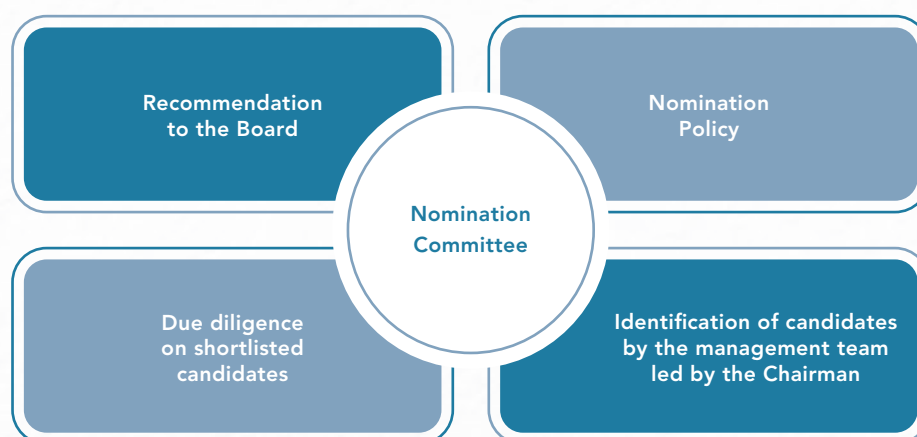 Recommendation
to the Board
Nomination
Policy
Nomination
Committee
Due diligence
on shortlisted
candidates
Identification of candidates
by the management team
led by the Chairman